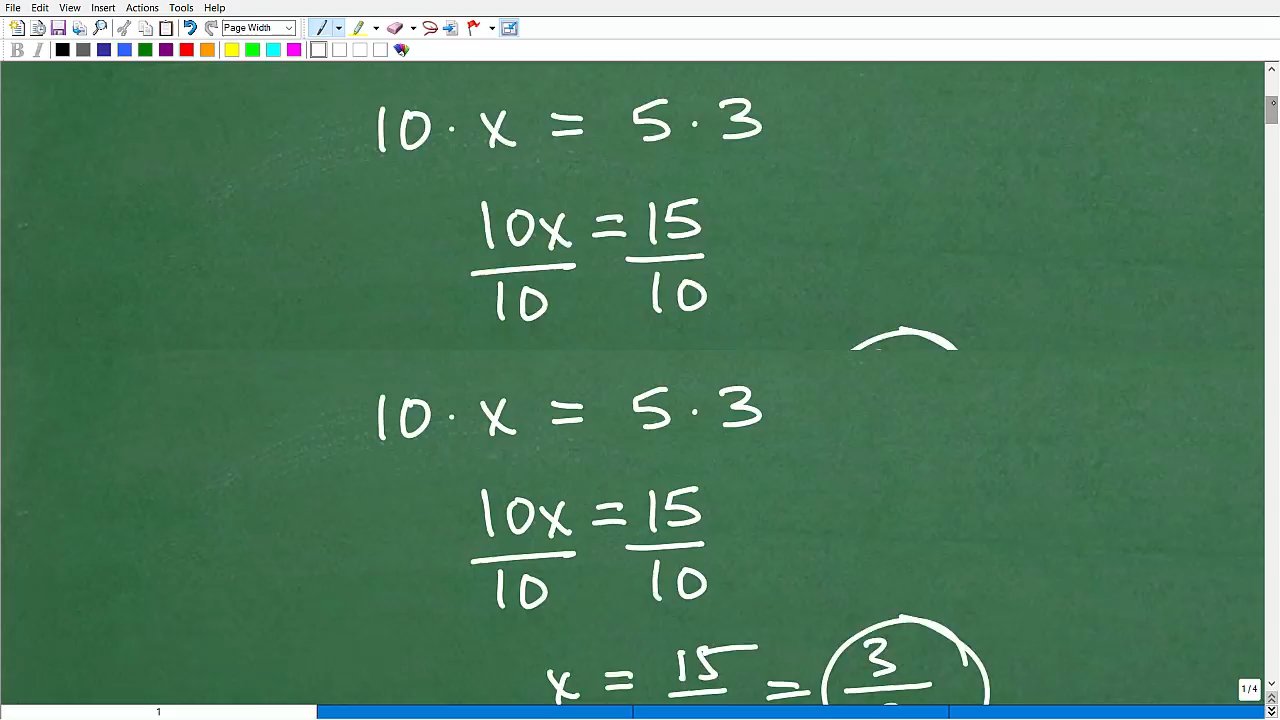 File Edit View Insert Actions Tools Help
Page Width
B I
10 · x = 5 · 3
10x = 15
10 10
10 · x = 5 · 3
10x = 15
10 10
x = 15 = 3
1/4
1